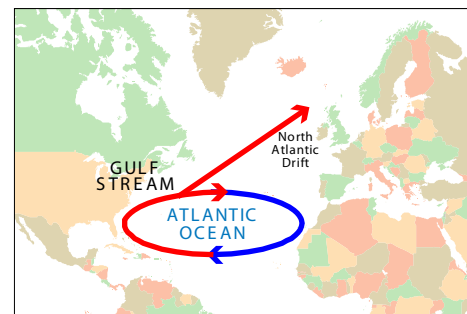 North
Atlantic
Drift
GULF
STREAM
ATLANTIC
OCEAN